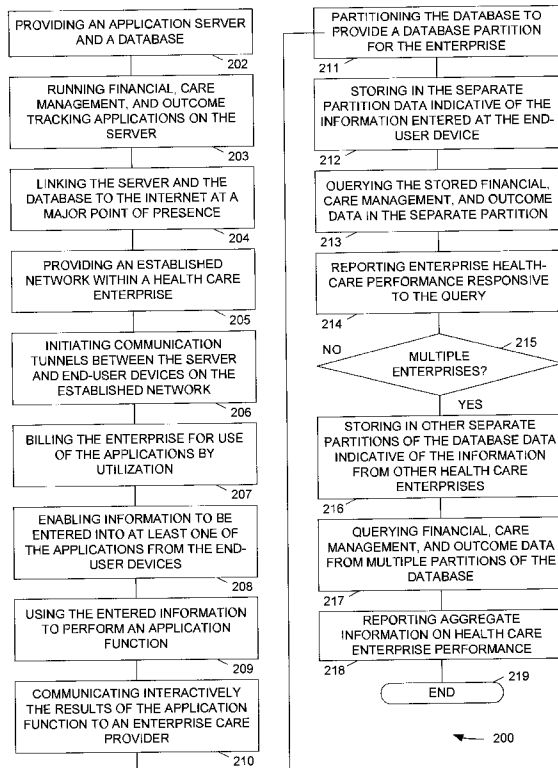 PROVIDING AN APPLICATION SERVER
AND A DATABASE
202
RUNNING FINANCIAL, CARE
MANAGEMENT, AND OUTCOME
TRACKING APPLICATIONS ON THE
SERVER
203
LINKING THE SERVER AND THE
DATABASE TO THE INTERNET AT A
MAJOR POINT OF PRESENCE
204
PROVIDING AN ESTABLISHED
NETWORK WITHIN A HEALTH CARE
ENTERPRISE
205
INITIATING COMMUNICATION
TUNNELS BETWEEN THE SERVER
AND END-USER DEVICES ON THE
ESTABLISHED NETWORK
206
BILLING THE ENTERPRISE FOR USE
OF THE APPLICATIONS BY
UTILIZATION
207
ENABLING INFORMATION TO BE
ENTERED INTO AT LEAST ONE OF
THE APPLICATIONS FROM THE END-
USER DEVICES
208
USING THE ENTERED INFORMATION
TO PERFORM AN APPLICATION
FUNCTION
209
COMMUNICATING INTERACTIVELY
THE RESULTS OF THE APPLICATION
FUNCTION TO AN ENTERPRISE CARE
PROVIDER
210
PARTITIONING THE DATABASE TO
PROVIDE A DATABASE PARTITION
FOR THE ENTERPRISE
211
STORING IN THE SEPARATE
PARTITION DATA INDICATIVE OF THE
INFORMATION ENTERED AT THE END-
USER DEVICE
212
QUERYING THE STORED FINANCIAL,
CARE MANAGEMENT, AND OUTCOME
DATA IN THE SEPARATE PARTITION
213
REPORTING ENTERPRISE HEALTH-
CARE PERFORMANCE RESPONSIVE
TO THE QUERY
214
215
NO
MULTIPLE
ENTERPRISES?
YES
STORING IN OTHER SEPARATE
PARTITIONS OF THE DATABASE DATA
INDICATIVE OF THE INFORMATION
FROM OTHER HEALTH CARE
ENTERPRISES
216
QUERYING FINANCIAL, CARE
MANAGEMENT, AND OUTCOME DATA
FROM MULTIPLE PARTITIONS OF THE
DATABASE
217
REPORTING AGGREGATE
INFORMATION ON HEALTH CARE
ENTERPRISE PERFORMANCE
218
219
END
200